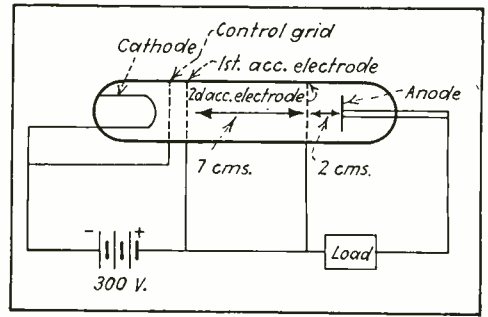 Control grid
Cathode
1st. acc. electrode
2d acc. electrode
Anode
7 cms.
2 cms.
- +
300 V.
Load